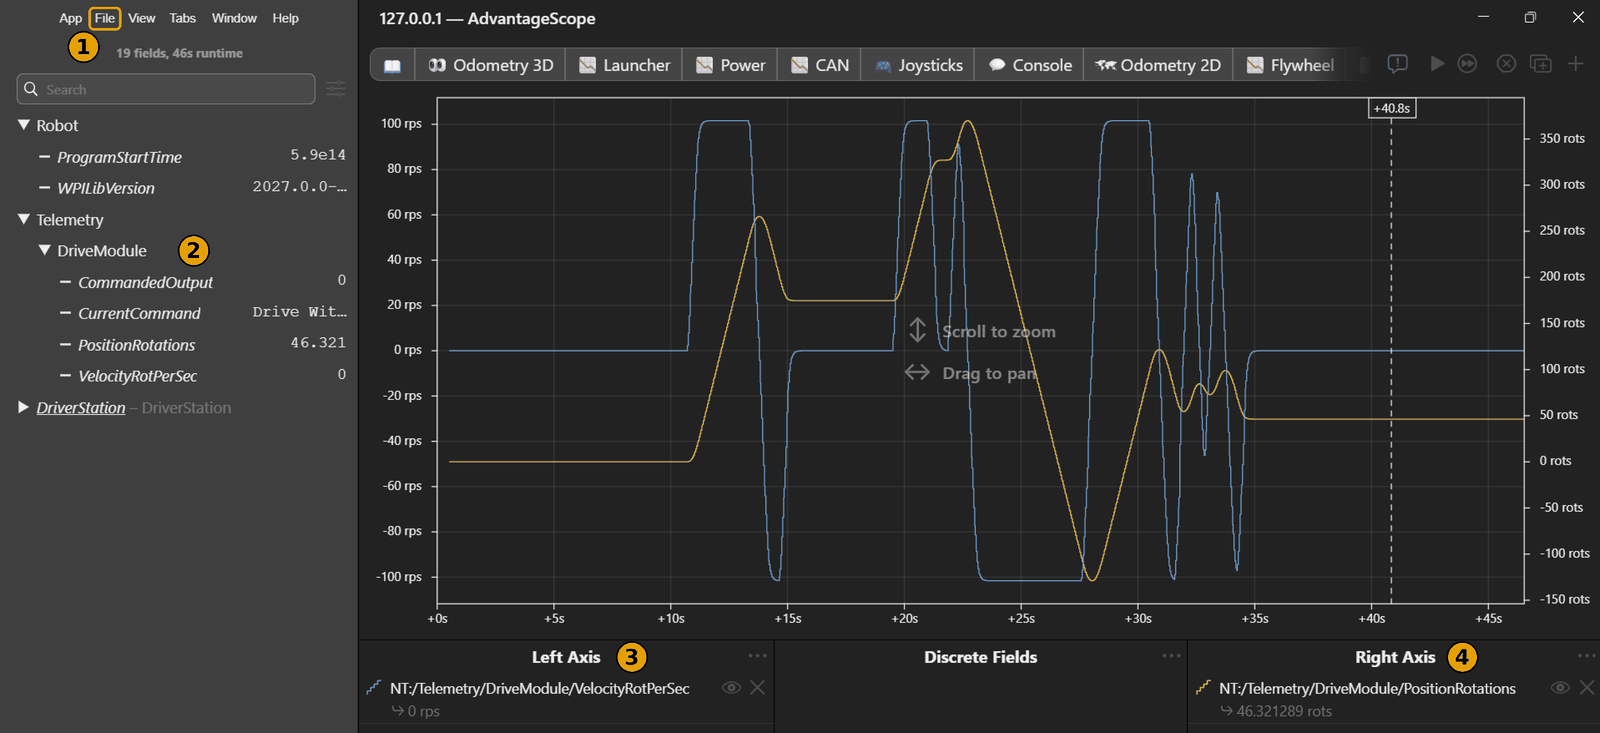 App File View Tabs Window Help
1
19 fields, 46s runtime
Search
Robot
ProgramStartTime 5.9e14
WPILibVersion 2027.0.0-…
Telemetry
DriveModule 2
CommandedOutput 0
CurrentCommand Drive Wit…
PositionRotations 46.321
VelocityRotPerSec 0
DriverStation – DriverStation
127.0.0.1 — AdvantageScope
Odometry 3D Launcher Power CAN Joysticks Console Odometry 2D Flywheel
+40.8s
100 rps
80 rps
60 rps
40 rps
20 rps
0 rps
-20 rps
-40 rps
-60 rps
-80 rps
-100 rps
Scroll to zoom
Drag to pan
350 rots
300 rots
250 rots
200 rots
150 rots
100 rots
50 rots
0 rots
-50 rots
-100 rots
-150 rots
+0s +5s +10s +15s +20s +25s +30s +35s +40s +45s
Left Axis 3
NT:/Telemetry/DriveModule/VelocityRotPerSec
0 rps
Discrete Fields
Right Axis 4
NT:/Telemetry/DriveModule/PositionRotations
46.321289 rots